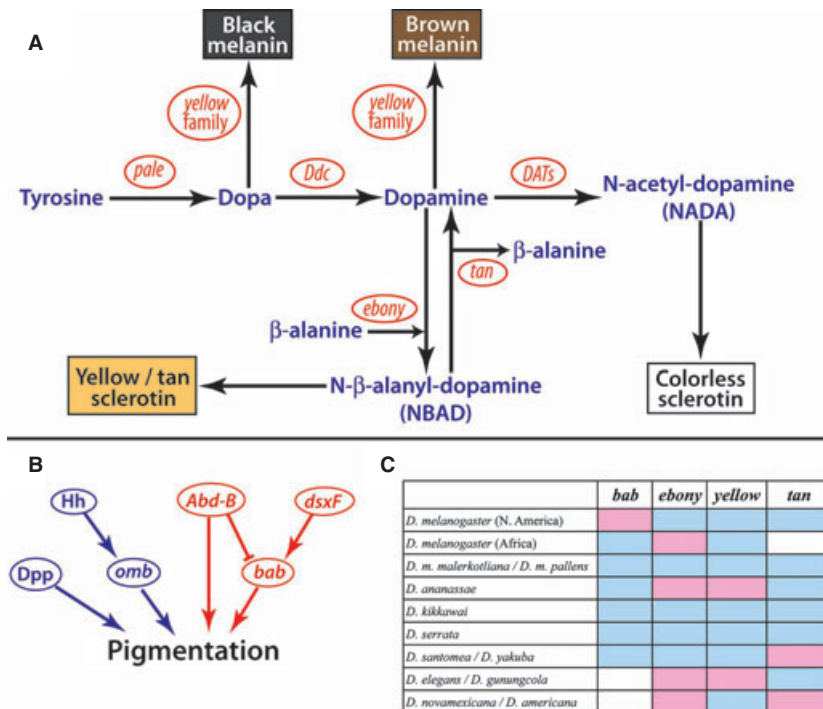 A
Black
melanin
Brown
melanin
yellow
family
yellow
family
pale
Ddc
DATs
Tyrosine
Dopa
Dopamine
N-acetyl-dopamine
(NADA)
β-alanine
tan
ebony
β-alanine
Yellow / tan
sclerotin
N-β-alanyl-dopamine
(NBAD)
Colorless
sclerotin
B
Hh
Abd-B
dsxF
Dpp
omb
bab
Pigmentation
C
bab ebony yellow tan
D. melanogaster (N. America)
D. melanogaster (Africa)
D. m. malerkotliana / D. m. pallens
D. ananassae
D. kikkawai
D. serrata
D. santomea / D. yakuba
D. elegans / D. gunungcola
D. novamexicana / D. americana